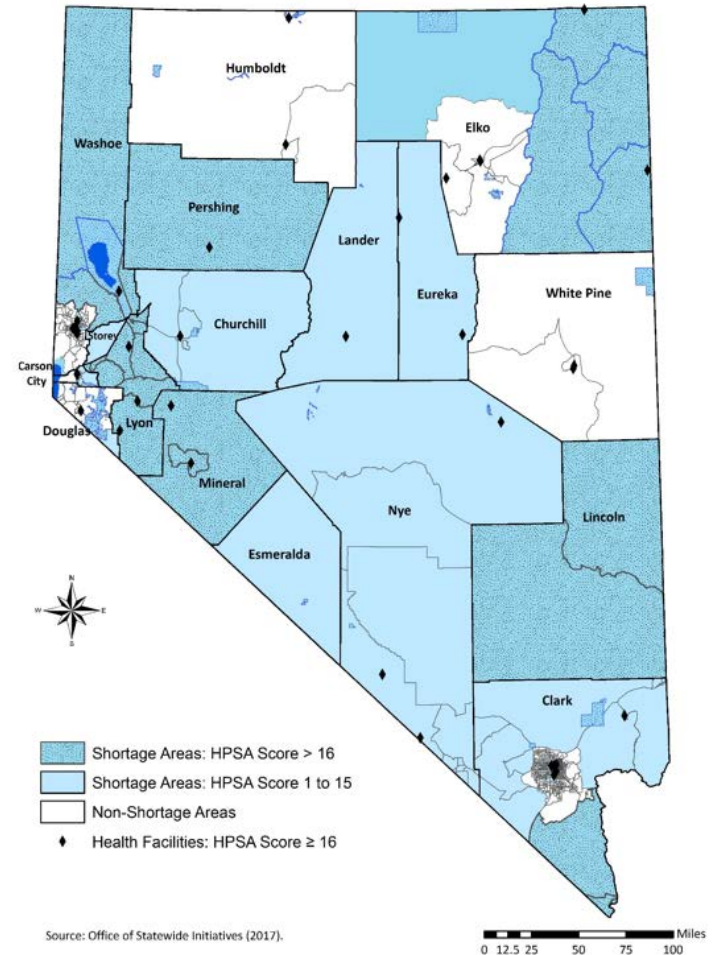 Humboldt
Elko
Washoe
Pershing
Lander
Eureka
White Pine
Churchill
Storey
Carson
City
Douglas
Lyon
Mineral
Nye
Lincoln
Esmeralda
N
W E
S
Clark
Shortage Areas: HPSA Score > 16
Shortage Areas: HPSA Score 1 to 15
Non-Shortage Areas
Health Facilities: HPSA Score ≥ 16
Source: Office of Statewide Initiatives (2017).
Miles
0 12.5 25 50 75 100